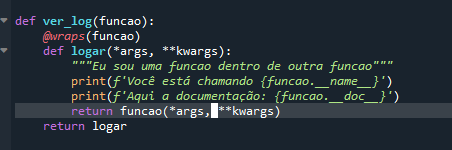 def ver_log(funcao):
    @wraps(funcao)
    def logar(*args, **kwargs):
        """Eu sou uma funcao dentro de outra funcao"""
        print(f'Você está chamando {funcao.__name__}')
        print(f'Aqui a documentação: {funcao.__doc__}')
        return funcao(*args, **kwargs)
    return logar